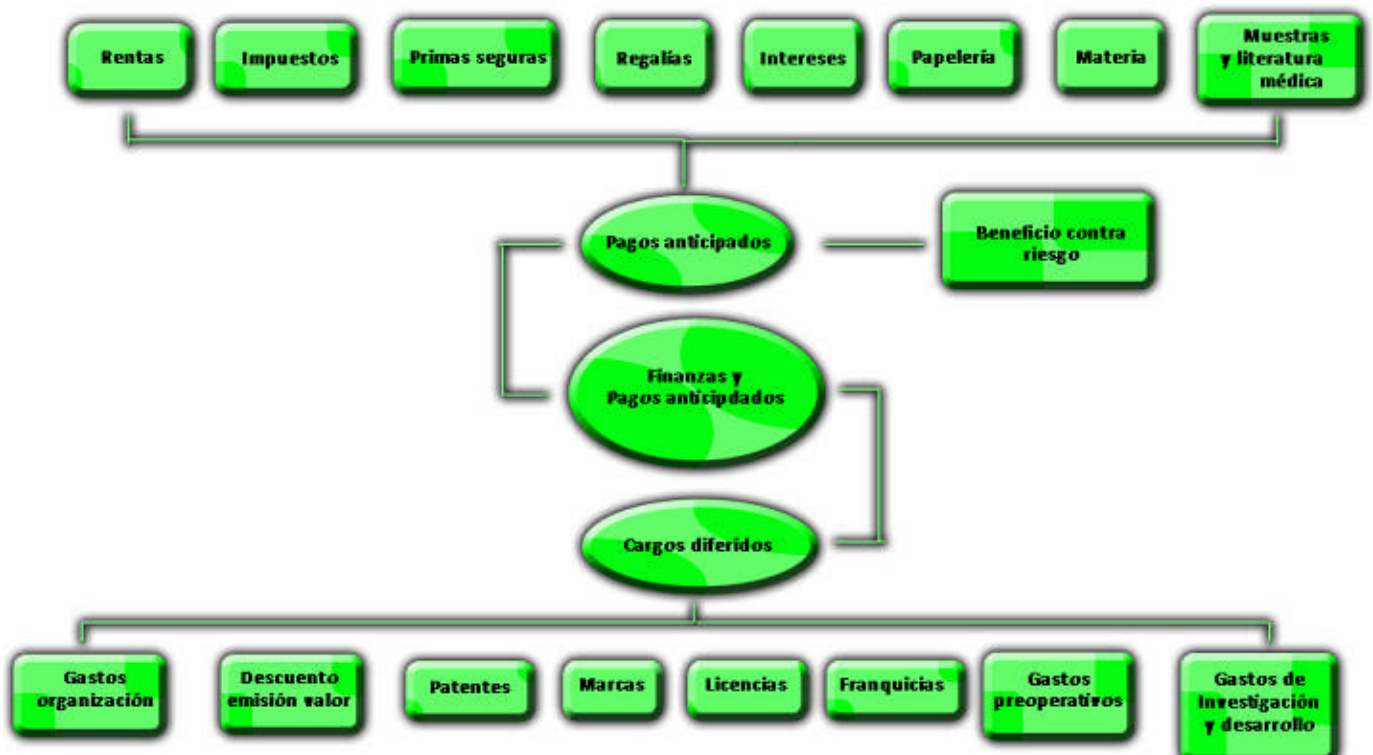 Rentas
Impuestos
Primas seguras
Regalías
Intereses
Papelería
Materia
Muestras
y literatura
médica
Pagos anticipados
Beneficio contra
riesgo
Finanzas y
Pagos anticipdados
Cargos diferidos
Gastos
organización
Descuento
emisión valor
Patentes
Marcas
Licencias
Franquicias
Gastos
preoperativos
Gastos de
Investigación
y desarrollo